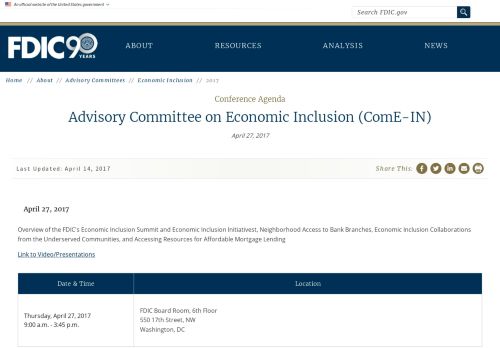 An official website of the United States government
Search FDIC.gov
FDIC 90 YEARS
ABOUT RESOURCES ANALYSIS NEWS
Home // About // Advisory Committees // Economic Inclusion // 2017
Conference Agenda
Advisory Committee on Economic Inclusion (ComE-IN)
April 27, 2017
Last Updated: April 14, 2017
Share This:
April 27, 2017
Overview of the FDIC's Economic Inclusion Summit and Economic Inclusion Initiativest, Neighborhood Access to Bank Branches, Economic Inclusion Collaborations
from the Underserved Communities, and Accessing Resources for Affordable Mortgage Lending
Link to Video/Presentations
Date & Time Location
Thursday, April 27, 2017
9:00 a.m. - 3:45 p.m.
FDIC Board Room, 6th Floor
550 17th Street, NW
Washington, DC